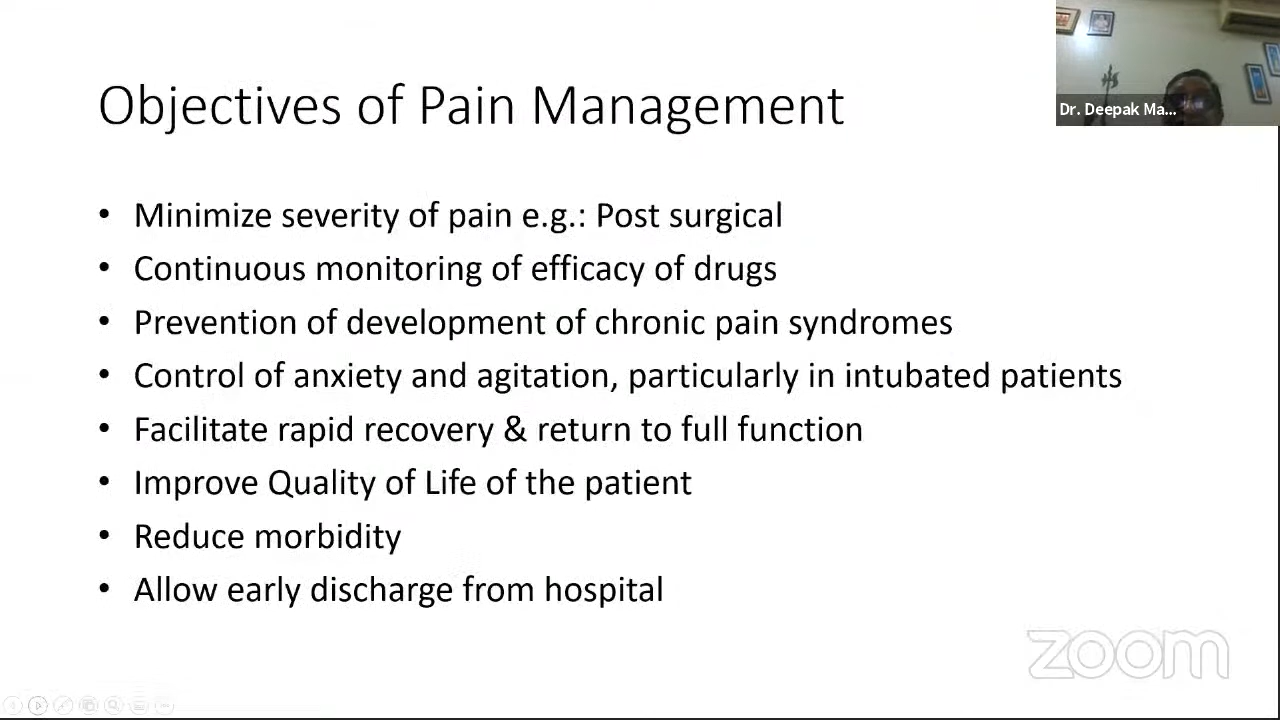 Objectives of Pain Management
Dr. Deepak Ma...
• Minimize severity of pain e.g.: Post surgical
• Continuous monitoring of efficacy of drugs
• Prevention of development of chronic pain syndromes
• Control of anxiety and agitation, particularly in intubated patients
• Facilitate rapid recovery & return to full function
• Improve Quality of Life of the patient
• Reduce morbidity
• Allow early discharge from hospital
zoom